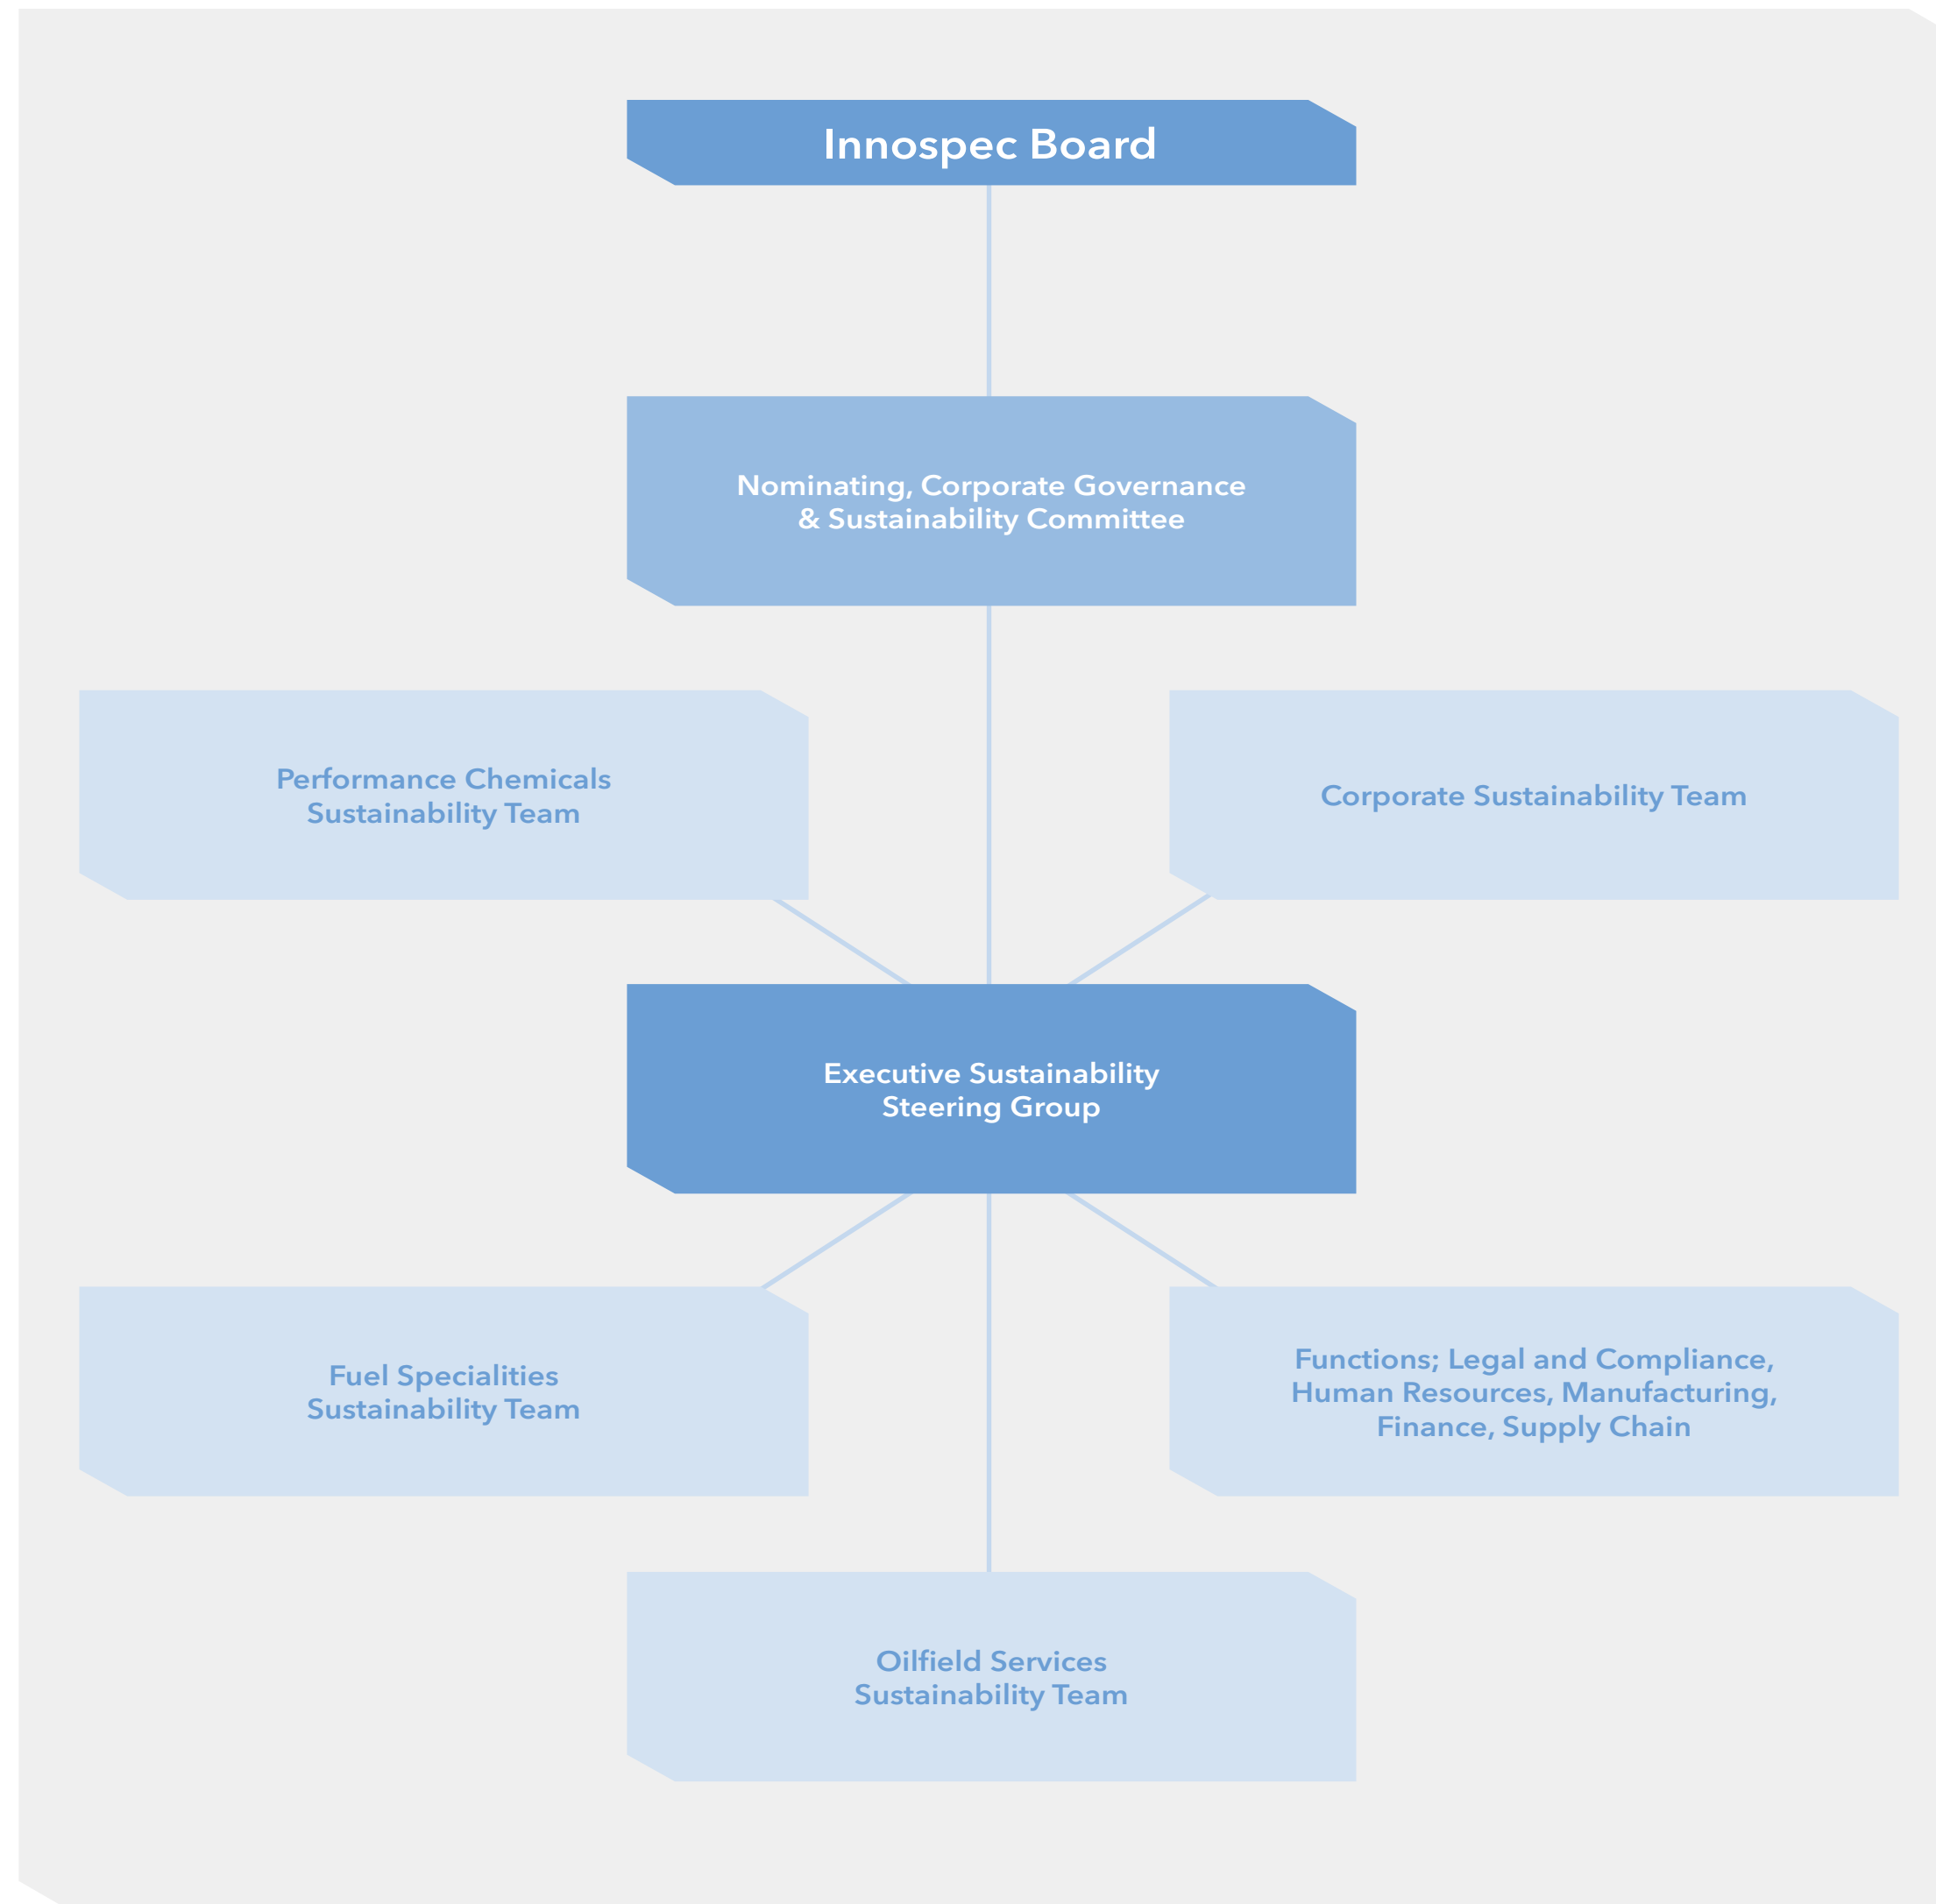 Innospec Board
Nominating, Corporate Governance
& Sustainability Committee
Performance Chemicals
Sustainability Team
Corporate Sustainability Team
Executive Sustainability
Steering Group
Fuel Specialities
Sustainability Team
Functions; Legal and Compliance,
Human Resources, Manufacturing,
Finance, Supply Chain
Oilfield Services
Sustainability Team